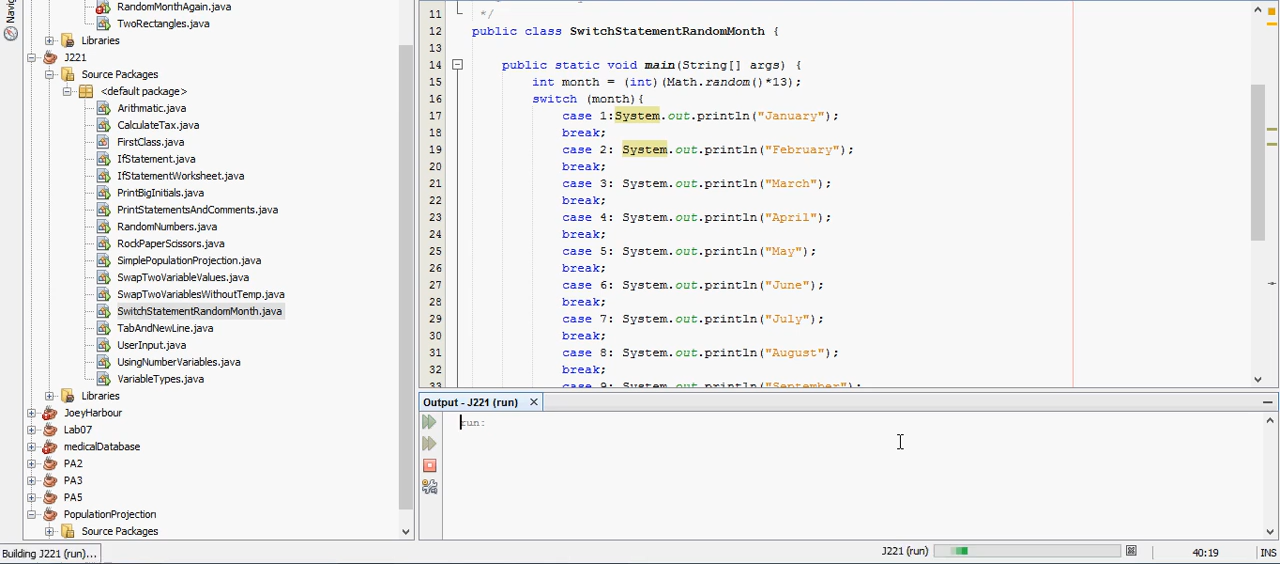 Navig
RandomMonthAgain.java
TwoRectangles.java
Libraries
J221
Source Packages
<default package>
Arithmatic.java
CalculateTax.java
FirstClass.java
IfStatement.java
IfStatementWorksheet.java
PrintBigInitials.java
PrintStatementsAndComments.java
RandomNumbers.java
RockPaperScissors.java
SimplePopulationProjection.java
SwapTwoVariableValues.java
SwapTwoVariablesWithoutTemp.java
SwitchStatementRandomMonth.java
TabAndNewLine.java
UserInput.java
UsingNumberVariables.java
VariableTypes.java
Libraries
JoeyHarbour
Lab07
medicalDatabase
PA2
PA3
PA5
PopulationProjection
Source Packages
11 */
12 public class SwitchStatementRandomMonth {
13
14 public static void main(String[] args) {
15 int month = (int)(Math.random()*13);
16 switch (month){
17 case 1:System.out.println("January");
18 break;
19 case 2: System.out.println("February");
20 break;
21 case 3: System.out.println("March");
22 break;
23 case 4: System.out.println("April");
24 break;
25 case 5: System.out.println("May");
26 break;
27 case 6: System.out.println("June");
28 break;
29 case 7: System.out.println("July");
30 break;
31 case 8: System.out.println("August");
32 break;
33 case 9: System.out.println("September");
Output - J221 (run)
run:
Building J221 (run)...
J221 (run)
40:19
INS